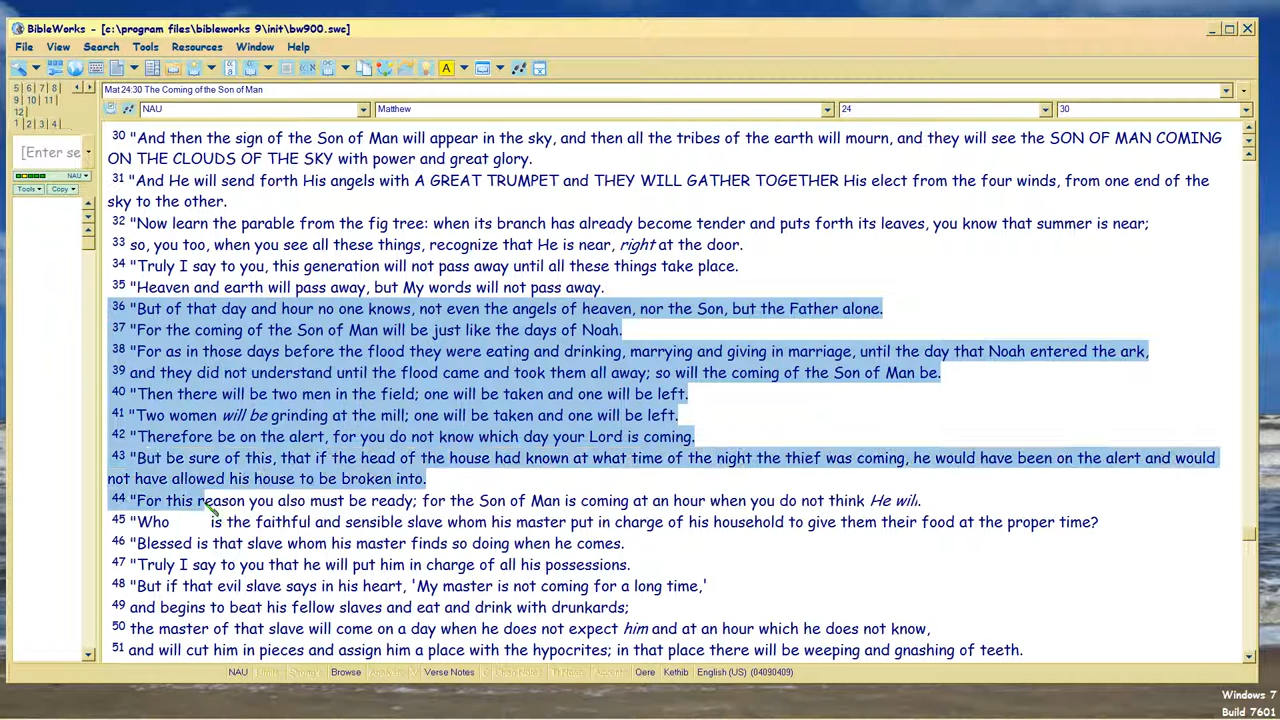 BibleWorks - [c:\program files\bibleworks 9\init\bw900.swc]
File View Search Tools Resources Window Help
5 | 6 | 7 | 8 |
9 | 10 | 11 |
12 |
1 | 2 | 3 | 4 |
Mat 24:30 The Coming of the Son of Man
NAU Matthew 24 30
[Enter se
NAU
Tools Copy
30 "And then the sign of the Son of Man will appear in the sky, and then all the tribes of the earth will mourn, and they will see the SON OF MAN COMING
ON THE CLOUDS OF THE SKY with power and great glory.
31 "And He will send forth His angels with A GREAT TRUMPET and THEY WILL GATHER TOGETHER His elect from the four winds, from one end of the
sky to the other.
32 "Now learn the parable from the fig tree: when its branch has already become tender and puts forth its leaves, you know that summer is near;
33 so, you too, when you see all these things, recognize that He is near, right at the door.
34 "Truly I say to you, this generation will not pass away until all these things take place.
35 "Heaven and earth will pass away, but My words will not pass away.
36 "But of that day and hour no one knows, not even the angels of heaven, nor the Son, but the Father alone.
37 "For the coming of the Son of Man will be just like the days of Noah.
38 "For as in those days before the flood they were eating and drinking, marrying and giving in marriage, until the day that Noah entered the ark,
39 and they did not understand until the flood came and took them all away; so will the coming of the Son of Man be.
40 "Then there will be two men in the field; one will be taken and one will be left.
41 "Two women will be grinding at the mill; one will be taken and one will be left.
42 "Therefore be on the alert, for you do not know which day your Lord is coming.
43 "But be sure of this, that if the head of the house had known at what time of the night the thief was coming, he would have been on the alert and would
not have allowed his house to be broken into.
44 "For this reason you also must be ready; for the Son of Man is coming at an hour when you do not think He will.
45 "Who is the faithful and sensible slave whom his master put in charge of his household to give them their food at the proper time?
46 "Blessed is that slave whom his master finds so doing when he comes.
47 "Truly I say to you that he will put him in charge of all his possessions.
48 "But if that evil slave says in his heart, 'My master is not coming for a long time,'
49 and begins to beat his fellow slaves and eat and drink with drunkards;
50 the master of that slave will come on a day when he does not expect him and at an hour which he does not know,
51 and will cut him in pieces and assign him a place with the hypocrites; in that place there will be weeping and gnashing of teeth.
NAU Limits Strong's Browse Verse Notes Qere Kethib English (US) (04090409)
Windows 7
Build 7601